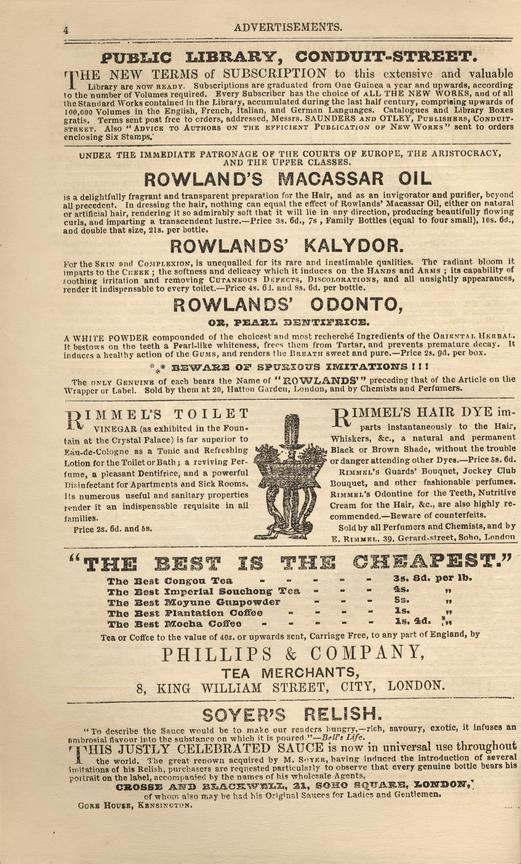 4
ADVERTISEMENTS.
PUBLIC LIBRARY, CONDUIT-STREET.
THE NEW TERMS of SUBSCRIPTION to this extensive and valuable
Library are now ready. Subscriptions are graduated from One Guinea a year and upwards, according
to the number of Volumes required. Every Subscriber has the choice of ALL THE NEW WORKS, and of all
the Standard Works contained in the Library, accumulated during the last half century, comprising upwards of
100,000 Volumes in the English, French, Italian, and German Languages. Catalogues and Library Boxes
gratis. Terms sent post free to orders, addressed, Messrs. SAUNDERS AND OTLEY, Publishers, Conduit-
street. Also "Advice to Authors on the efficient Publication of New Works" sent to orders
enclosing Six Stamps.
UNDER THE IMMEDIATE PATRONAGE OF THE COURTS OF EUROPE, THE ARISTOCRACY,
AND THE UPPER CLASSES.
ROWLAND'S MACASSAR OIL
is a delightfully fragrant and transparent preparation for the Hair, and as an invigorator and purifier, beyond
all precedent. In dressing the hair, nothing can equal the effect of Rowlands' Macassar Oil, either on natural
or artificial hair, rendering it so admirably soft that it will lie in any direction, producing beautifully flowing
curls, and imparting a transcendent lustre.—Price 3s. 6d., 7s , Family Bottles (equal to four small), 10s. 6d.,
and double that size, 21s. per bottle.
ROWLANDS' KALYDOR.
For the Skin and Complexion, is unequalled for its rare and inestimable qualities. The radiant bloom it
imparts to the Cheek ; the softness and delicacy which it induces on the Hands and Arms ; its capability of
soothing irritation and removing Cutaneous Defects, Discolorations, and all unsightly appearances,
render it indispensable to every toilet.—Price 4s. 6d. and 8s. 6d. per bottle.
ROWLANDS' ODONTO,
OR, PEARL DENTIFRICE.
A WHITE POWDER compounded of the choicest and most recherché Ingredients of the Oriental Herbal.
It bestows on the teeth a Pearl-like whiteness, frees them from Tartar, and prevents premature decay. It
induces a healthy action of the Gums, and renders the Breath sweet and pure.—Price 2s. 9d. per box.
*** BEWARE OF SPURIOUS IMITATIONS ! ! !
The only Genuine of each bears the Name of "ROWLANDS'" preceding that of the Article on the
Wrapper or Label. Sold by them at 20, Hatton Garden, London, and by Chemists and Perfumers.
RIMMEL'S TOILET
VINEGAR (as exhibited in the Foun-
tain at the Crystal Palace) is far superior to
Eau-de-Cologne as a Tonic and Refreshing
Lotion for the Toilet or Bath ; a reviving Per-
fume, a pleasant Dentifrice, and a powerful
Disinfectant for Apartments and Sick Rooms.
Its numerous useful and sanitary properties
render it an indispensable requisite in all
families.
Price 2s. 6d. and 5s.
RIMMEL'S HAIR DYE im-
parts instantaneously to the Hair,
Whiskers, &c., a natural and permanent
Black or Brown Shade, without the trouble
or danger attending other Dyes.—Price 5s. 6d.
Rimmel's Guards' Bouquet, Jockey Club
Bouquet, and other fashionable perfumes.
Rimmel's Odontine for the Teeth, Nutritive
Cream for the Hair, &c., are also highly re-
commended.—Beware of counterfeits.
Sold by all Perfumers and Chemists, and by
E. Rimmel, 39, Gerard-street, Soho, London
"THE BEST IS THE CHEAPEST."
The Best Congou Tea - - - - - 3s. 8d. per lb.
The Best Imperial Souchong Tea - - - - 4s. "
The Best Moyune Gunpowder - - - - 5s. "
The Best Plantation Coffee - - - - 1s. "
The Best Mocha Coffee - - - - - 1s. 4d. "
Tea or Coffee to the value of 40s. or upwards sent, Carriage Free, to any part of England, by
PHILLIPS & COMPANY,
TEA MERCHANTS,
8, KING WILLIAM STREET, CITY, LONDON.
SOYER'S RELISH.
"To describe the Sauce would be to make our readers hungry,—rich, savoury, exotic, it infuses an
ambrosial flavour into the substance on which it is poured."—Bell's Life.
THIS JUSTLY CELEBRATED SAUCE is now in universal use throughout
the world. The great renown acquired by M. Soyer, having induced the introduction of several
imitations of his Relish, purchasers are requested particularly to observe that every genuine bottle bears his
portrait on the label, accompanied by the names of his wholesale Agents,
CROSSE AND BLACKWELL, 21, SOHO SQUARE, LONDON,
of whom also may be had his Original Sauces for Ladies and Gentlemen.
Gore House, Kensington.